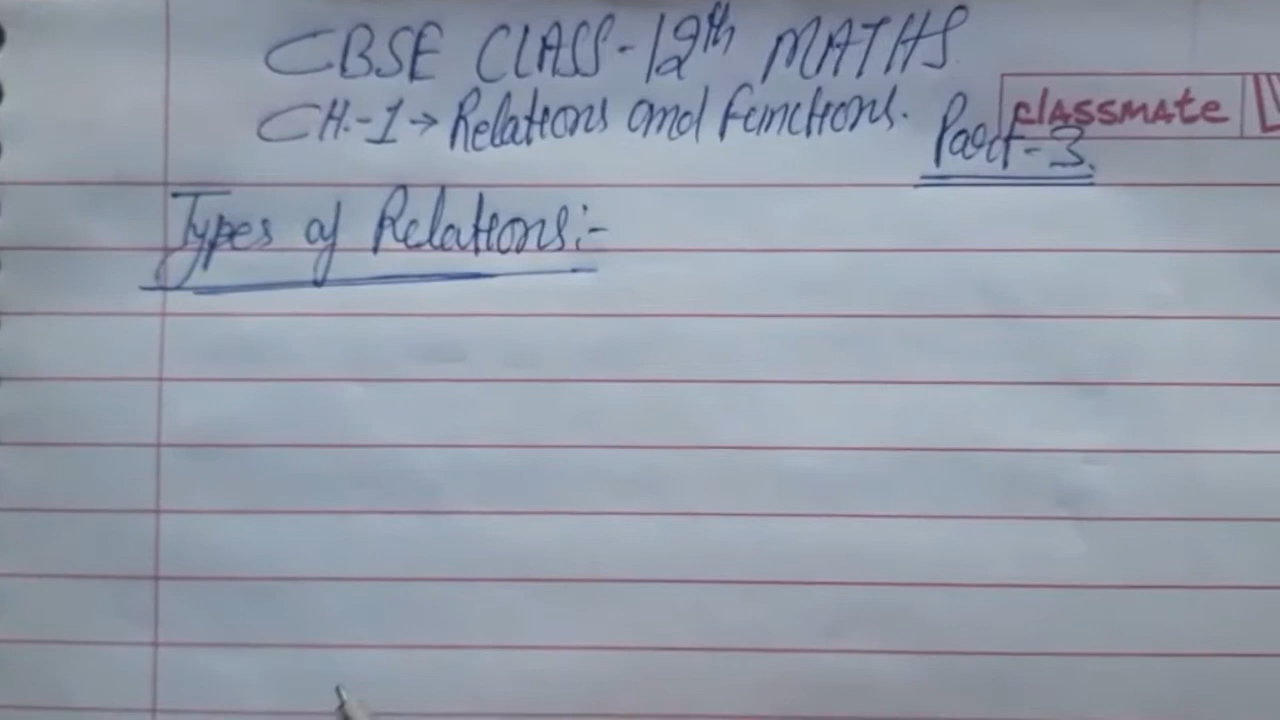 CBSE CLASS-12th MATHS
CH.-1→ Relations and functions.
classmate
Part-3.
Types of Relations:-